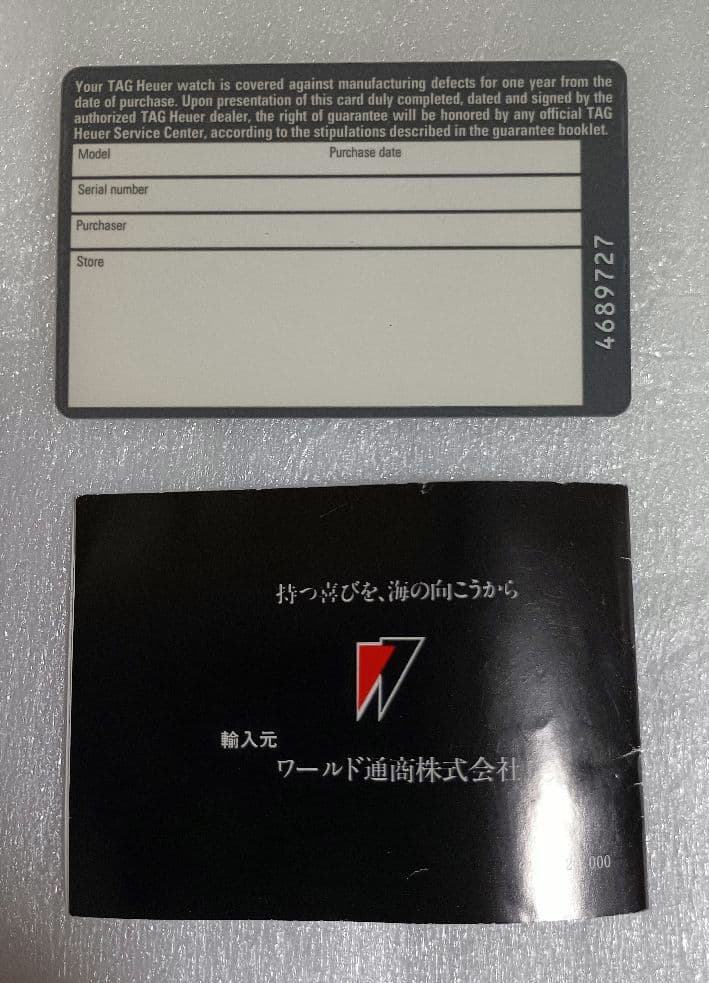 Your TAG Heuer watch is covered against manufacturing defects for one year from the
date of purchase. Upon presentation of this card duly completed, dated and signed by the
authorized TAG Heuer dealer, the right of guarantee will be honored by any official TAG
Heuer Service Center, according to the stipulations described in the guarantee booklet.
Model Purchase date
Serial number
Purchaser
Store
4689727
持つ喜びを、海の向こうから
輸入元
ワールド通商株式会社